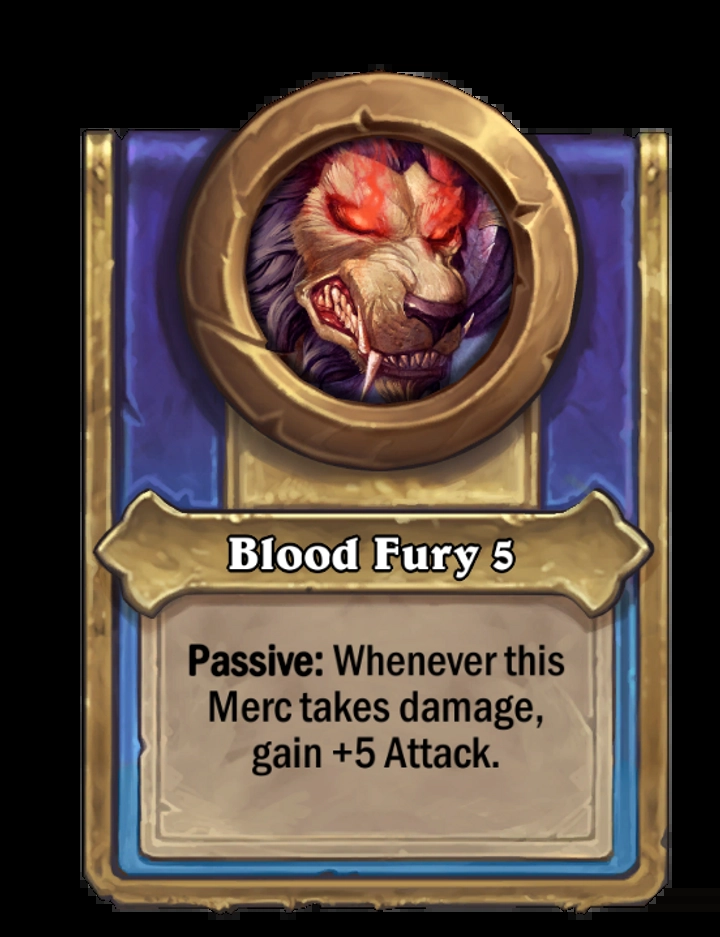 Blood Fury 5
Passive: Whenever this
Merc takes damage,
gain +5 Attack.